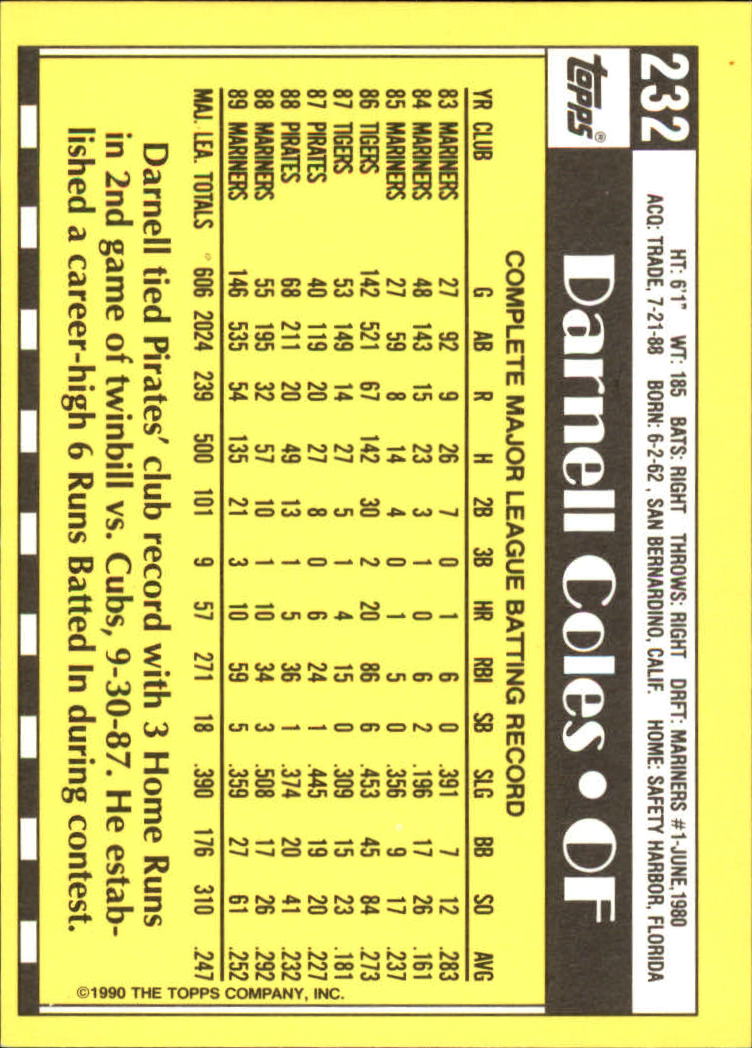 232
HT: 6'1" WT: 185 BATS: RIGHT THROWS: RIGHT DRFT: MARINERS #1-JUNE, 1980
ACQ: TRADE, 7-21-88 BORN: 6-2-62, SAN BERNARDINO, CALIF. HOME: SAFETY HARBOR, FLORIDA
topps®
Darnell Coles • OF
COMPLETE MAJOR LEAGUE BATTING RECORD
YR CLUB G AB R H 2B 3B HR RBI SB SLG BB SO AVG
83 MARINERS 27 92 9 26 7 0 1 6 0 .391 7 12 .283
84 MARINERS 48 143 15 23 3 1 0 6 2 .196 17 26 .161
85 MARINERS 27 59 8 14 4 0 1 5 0 .356 9 17 .237
86 TIGERS 142 521 67 142 30 2 20 86 6 .453 45 84 .273
87 TIGERS 53 149 14 27 5 1 4 15 0 .309 15 23 .181
87 PIRATES 40 119 20 27 8 0 6 24 1 .445 19 20 .227
88 PIRATES 68 211 20 49 13 1 5 36 1 .374 20 41 .232
88 MARINERS 55 195 32 57 10 1 10 34 3 .508 17 26 .292
89 MARINERS 146 535 54 135 21 3 10 59 5 .359 27 61 .252
MAJ. LEA. TOTALS 606 2024 239 500 101 9 57 271 18 .390 176 310 .247
Darnell tied Pirates' club record with 3 Home Runs
in 2nd game of twinbill vs. Cubs, 9-30-87. He estab-
lished a career-high 6 Runs Batted In during contest.
©1990 THE TOPPS COMPANY, INC.